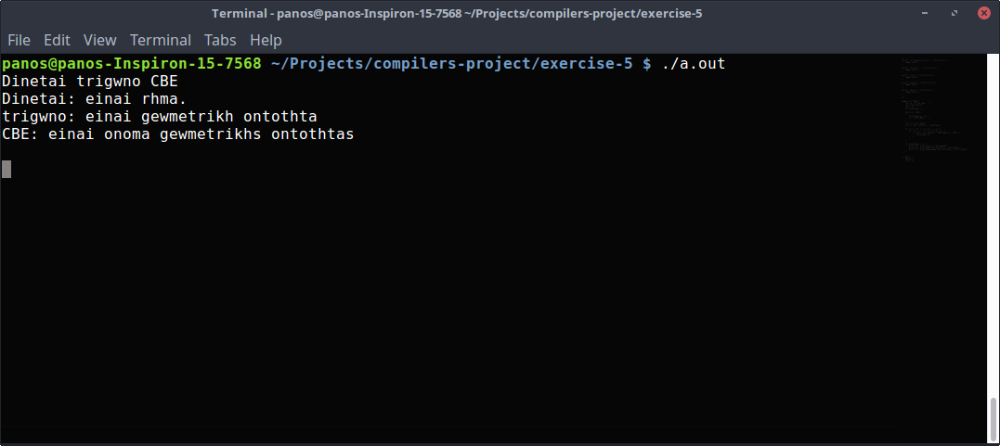 Terminal - panos@panos-Inspiron-15-7568 ~/Projects/compilers-project/exercise-5
File Edit View Terminal Tabs Help
panos@panos-Inspiron-15-7568 ~/Projects/compilers-project/exercise-5 $ ./a.out
Dinetai trigwno CBE
Dinetai: einai rhma.
trigwno: einai gewmetrikh ontothta
CBE: einai onoma gewmetrikhs ontothtas